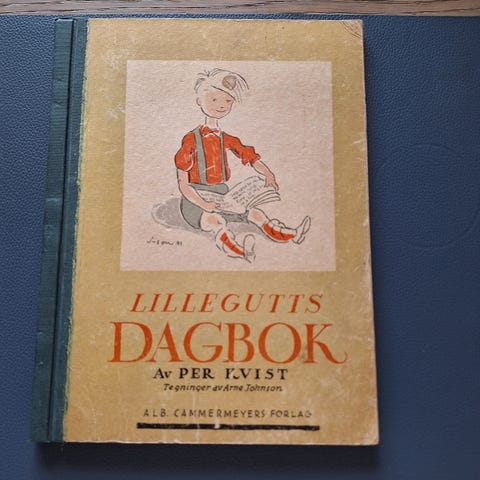 LILLEGUTTS
DAGBOK
AV PER KVIST
Tegninger av Arne Johnson
ALB. CAMMERMEYERS FORLAG